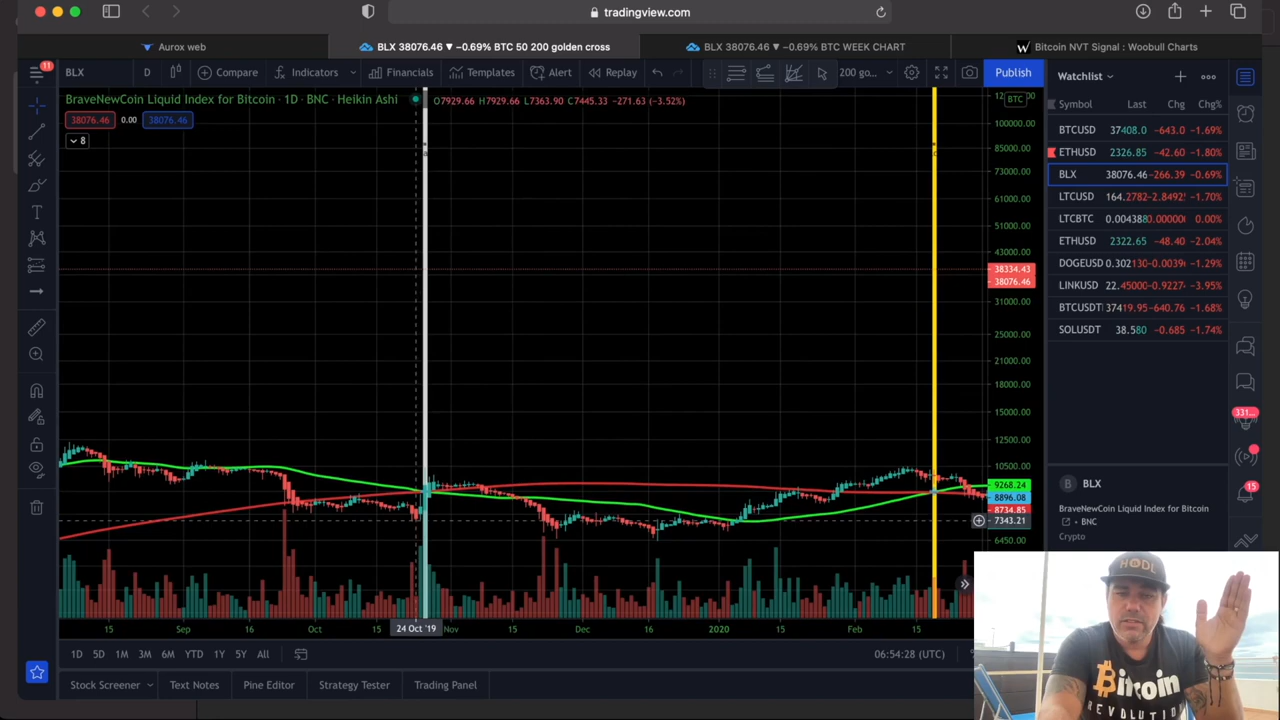 tradingview.com
Aurox web
BLX 38076.46 ▼ −0.69% BTC 50 200 golden cross
BLX 38076.46 ▼ −0.69% BTC WEEK CHART
W Bitcoin NVT Signal : Woobull Charts
11
BLX
D
Compare
Indicators
Financials
Templates
Alert
Replay
200 go...
Publish
Watchlist
BraveNewCoin Liquid Index for Bitcoin · 1D · BNC · Heikin Ashi
O7929.66 H7929.66 L7363.90 C7445.33 −271.63 (−3.52%)
BTC
38076.46 0.00 38076.46
8
100000.00
85000.00
73000.00
61000.00
51000.00
43000.00
38334.43
38076.46
31000.00
25000.00
21000.00
18000.00
15000.00
12500.00
10500.00
9268.24
8896.08
8734.85
7343.21
6450.00
Symbol Last Chg Chg%
BTCUSD 37408.0 −643.0 −1.69%
ETHUSD 2326.85 −42.60 −1.80%
BLX 38076.46 −266.39 −0.69%
LTCUSD 164.2782 −2.8492 −1.70%
LTCBTC 0.004388 0.00000 0.00%
ETHUSD 2322.65 −48.40 −2.04%
DOGEUSD 0.302130 −0.0039 −1.29%
LINKUSD 22.45000 −0.9227 −3.95%
BTCUSDT 37419.95 −640.76 −1.68%
SOLUSDT 38.580 −0.685 −1.74%
331...
15
B BLX
BraveNewCoin Liquid Index for Bitcoin
BNC
Crypto
15 Sep 16 Oct 15 24 Oct '19 Nov 15 Dec 16 2020 15 Feb 15
1D 5D 1M 3M 6M YTD 1Y 5Y All
06:54:28 (UTC)
Stock Screener
Text Notes
Pine Editor
Strategy Tester
Trading Panel
HODL
Bitcoin
REVOLUTION